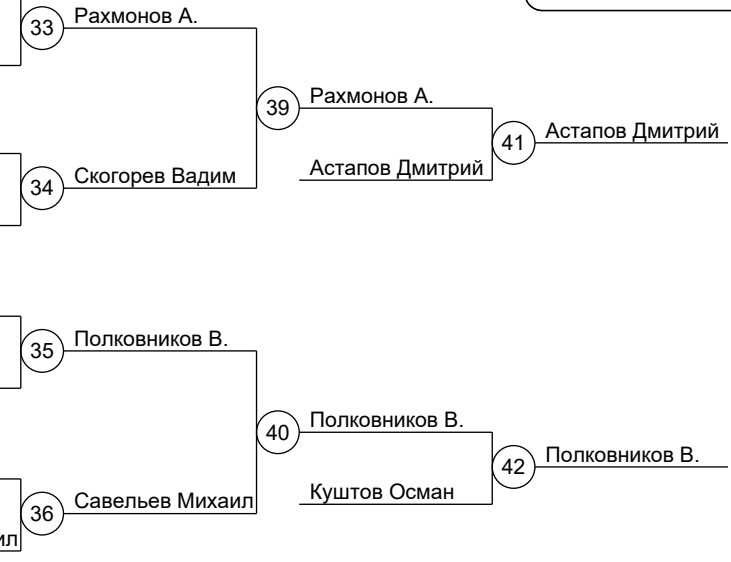 33
Рахмонов А.
39
Рахмонов А.
41
Астапов Дмитрий
Астапов Дмитрий
34
Скогорев Вадим
35
Полковников В.
40
Полковников В.
42
Полковников В.
Куштов Осман
36
Савельев Михаил